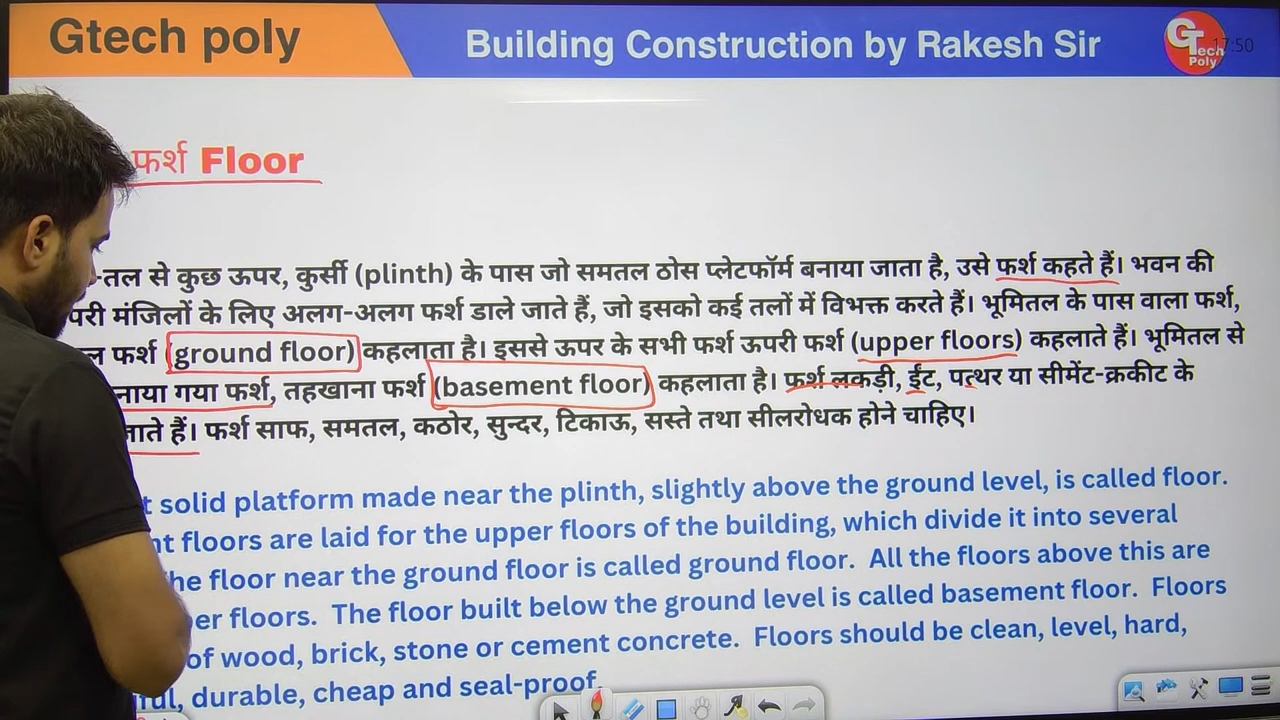 Gtech poly
Building Construction by Rakesh Sir
GTech Poly
17:50
फर्श Floor
-तल से कुछ ऊपर, कुर्सी (plinth) के पास जो समतल ठोस प्लेटफॉर्म बनाया जाता है, उसे फर्श कहते हैं। भवन की
परी मंजिलों के लिए अलग-अलग फर्श डाले जाते हैं, जो इसको कई तलों में विभक्त करते हैं। भूमितल के पास वाला फर्श,
ल फर्श (ground floor) कहलाता है। इससे ऊपर के सभी फर्श ऊपरी फर्श (upper floors) कहलाते हैं। भूमितल से
नाया गया फर्श, तहखाना फर्श (basement floor) कहलाता है। फर्श लकड़ी, ईंट, पत्थर या सीमेंट-क्रकीट के
जाते हैं। फर्श साफ, समतल, कठोर, सुन्दर, टिकाऊ, सस्ते तथा सीलरोधक होने चाहिए।
t solid platform made near the plinth, slightly above the ground level, is called floor.
nt floors are laid for the upper floors of the building, which divide it into several
he floor near the ground floor is called ground floor. All the floors above this are
er floors. The floor built below the ground level is called basement floor. Floors
of wood, brick, stone or cement concrete. Floors should be clean, level, hard,
ful, durable, cheap and seal-proof.